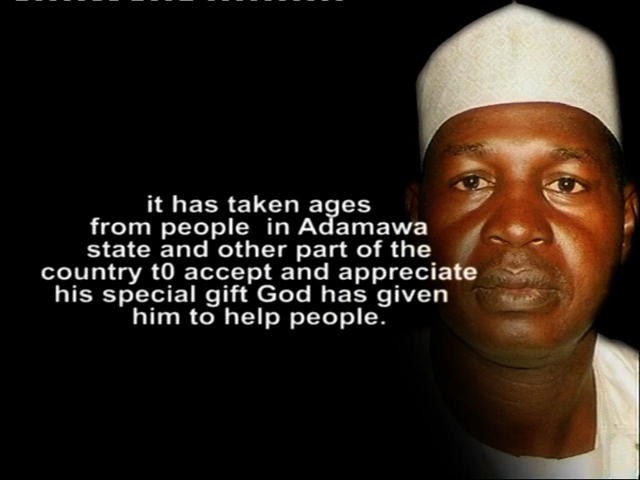 it has taken ages
from people in Adamawa
state and other part of the
country t0 accept and appreciate
his special gift God has given
him to help people.